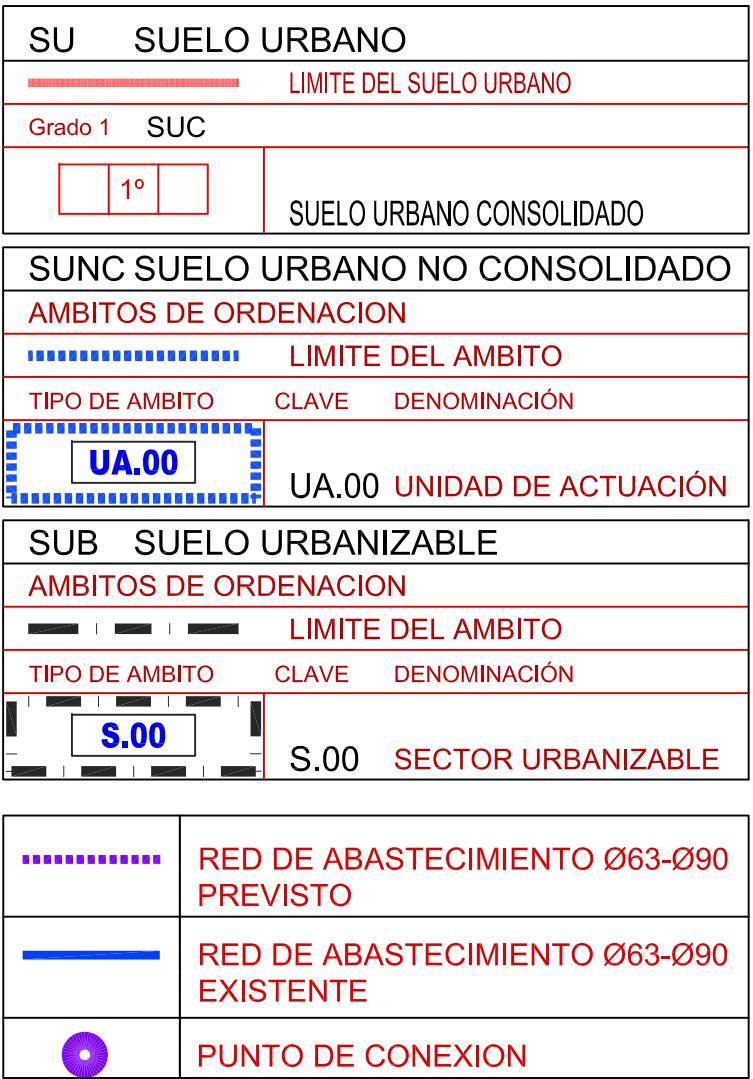 SU SUELO URBANO
LIMITE DEL SUELO URBANO
Grado 1 SUC
1º
SUELO URBANO CONSOLIDADO
SUNC SUELO URBANO NO CONSOLIDADO
AMBITOS DE ORDENACION
LIMITE DEL AMBITO
TIPO DE AMBITO CLAVE DENOMINACIÓN
UA.00
UA.00 UNIDAD DE ACTUACIÓN
SUB SUELO URBANIZABLE
AMBITOS DE ORDENACION
LIMITE DEL AMBITO
TIPO DE AMBITO CLAVE DENOMINACIÓN
S.00
S.00 SECTOR URBANIZABLE
RED DE ABASTECIMIENTO Ø63-Ø90
PREVISTO
RED DE ABASTECIMIENTO Ø63-Ø90
EXISTENTE
PUNTO DE CONEXION